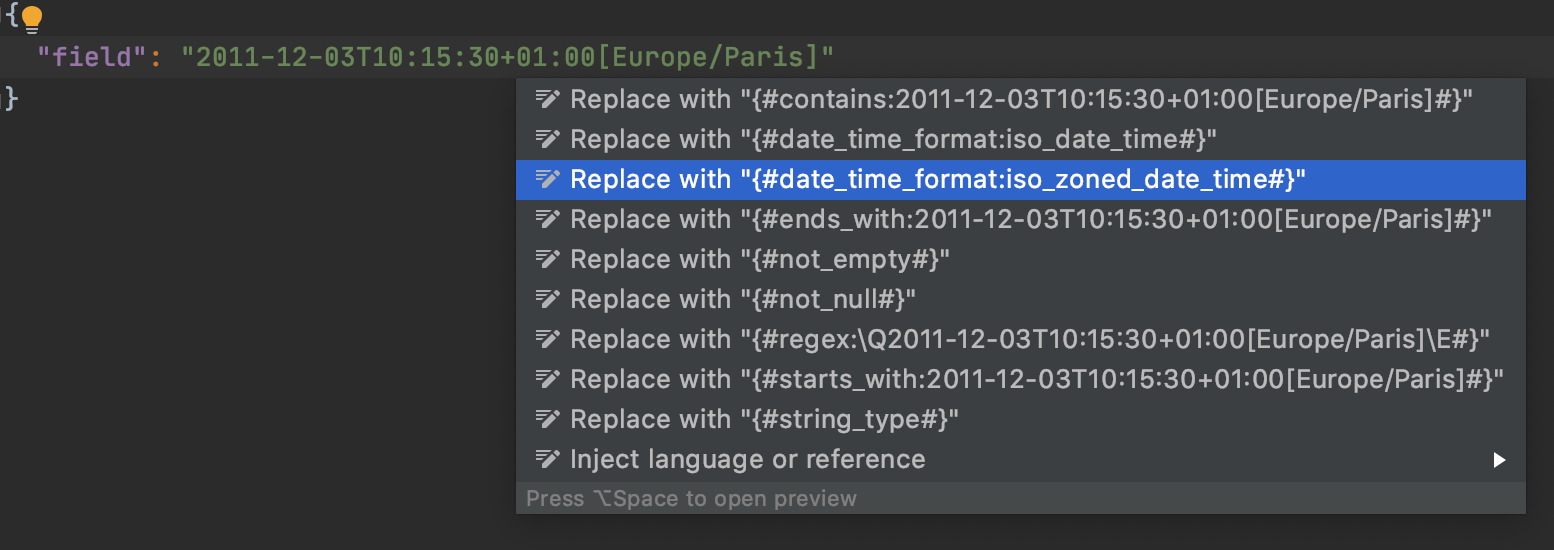 {
"field": "2011-12-03T10:15:30+01:00[Europe/Paris]"
}
Replace with "{#contains:2011-12-03T10:15:30+01:00[Europe/Paris]#}"
Replace with "{#date_time_format:iso_date_time#}"
Replace with "{#date_time_format:iso_zoned_date_time#}"
Replace with "{#ends_with:2011-12-03T10:15:30+01:00[Europe/Paris]#}"
Replace with "{#not_empty#}"
Replace with "{#not_null#}"
Replace with "{#regex:\Q2011-12-03T10:15:30+01:00[Europe/Paris]\E#}"
Replace with "{#starts_with:2011-12-03T10:15:30+01:00[Europe/Paris]#}"
Replace with "{#string_type#}"
Inject language or reference
Press ⌥Space to open preview